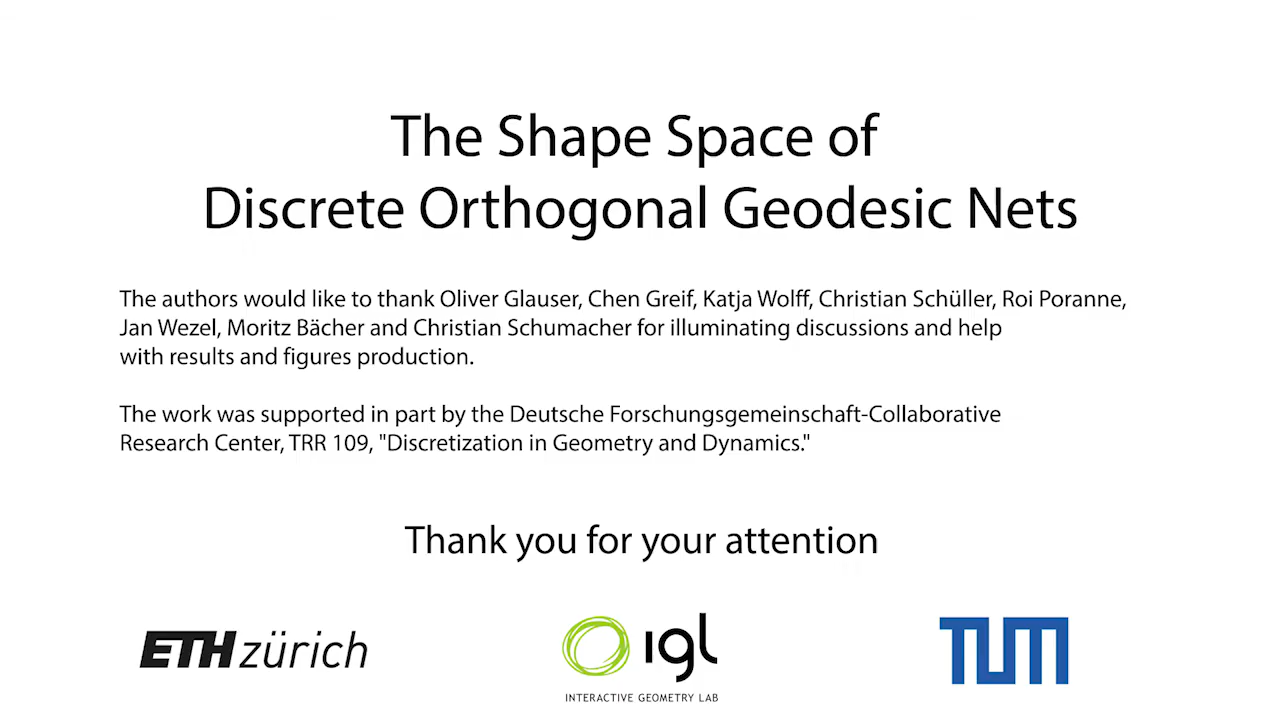 The Shape Space of
Discrete Orthogonal Geodesic Nets
The authors would like to thank Oliver Glauser, Chen Greif, Katja Wolff, Christian Schüller, Roi Poranne,
Jan Wezel, Moritz Bächer and Christian Schumacher for illuminating discussions and help
with results and figures production.
The work was supported in part by the Deutsche Forschungsgemeinschaft-Collaborative
Research Center, TRR 109, "Discretization in Geometry and Dynamics."
Thank you for your attention
ETH zürich
igl
INTERACTIVE GEOMETRY LAB
TUM